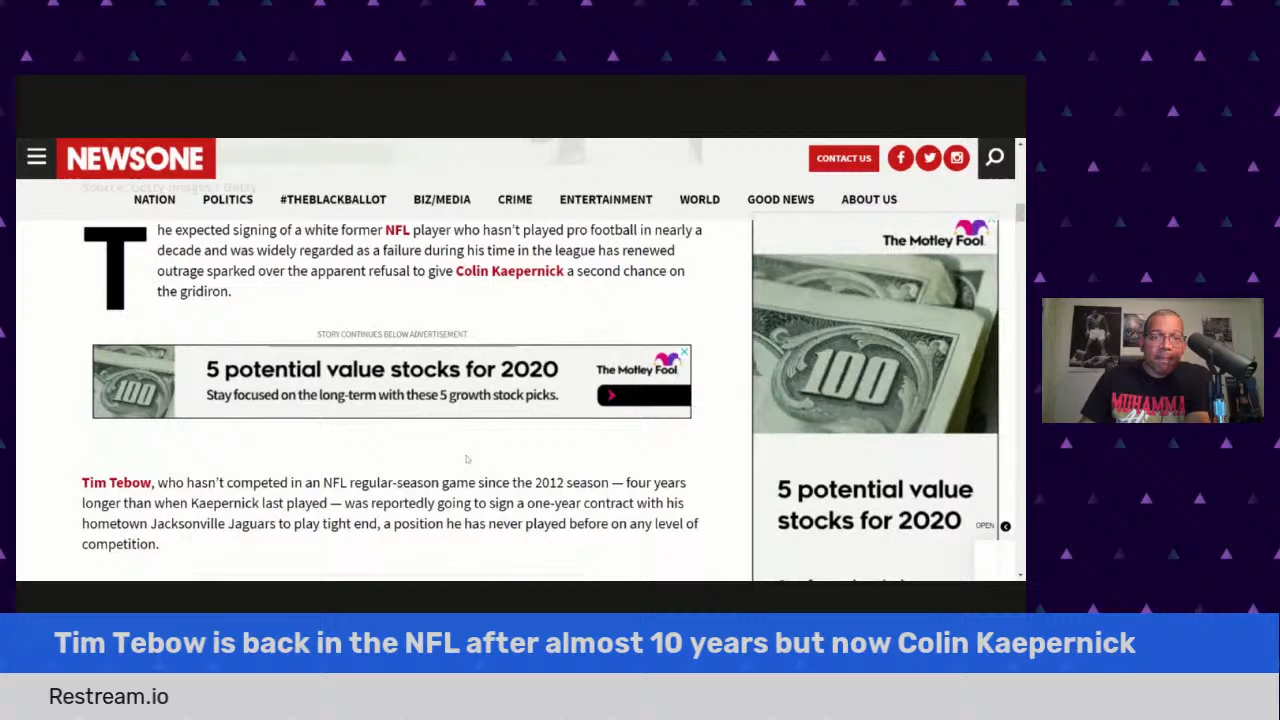 NEWSONE
CONTACT US
Source: Getty Images / Getty
NATION POLITICS #THEBLACKBALLOT BIZ/MEDIA CRIME ENTERTAINMENT WORLD GOOD NEWS ABOUT US
The expected signing of a white former NFL player who hasn't played pro football in nearly a
decade and was widely regarded as a failure during his time in the league has renewed
outrage sparked over the apparent refusal to give Colin Kaepernick a second chance on
the gridiron.
STORY CONTINUES BELOW ADVERTISEMENT
5 potential value stocks for 2020
Stay focused on the long-term with these 5 growth stock picks.
The Motley Fool
100
Tim Tebow, who hasn't competed in an NFL regular-season game since the 2012 season — four years
longer than when Kaepernick last played — was reportedly going to sign a one-year contract with his
hometown Jacksonville Jaguars to play tight end, a position he has never played before on any level of
competition.
The Motley Fool
100
5 potential value
stocks for 2020
OPEN
MUHAMMA
Tim Tebow is back in the NFL after almost 10 years but now Colin Kaepernick
Restream.io